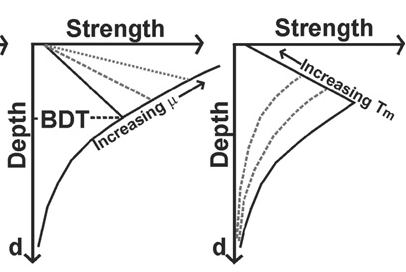 Strength
Depth
BDT
Increasing μ
d
Strength
Depth
Increasing Tm
d